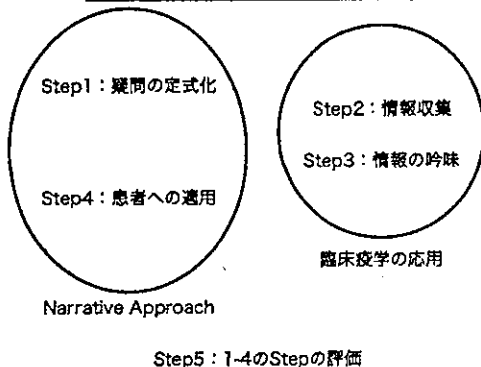 Step1：疑問の定式化
Step2：情報収集
Step3：情報の吟味
Step4：患者への適用
臨床疫学の応用
Narrative Approach
Step5：1-4のStepの評価